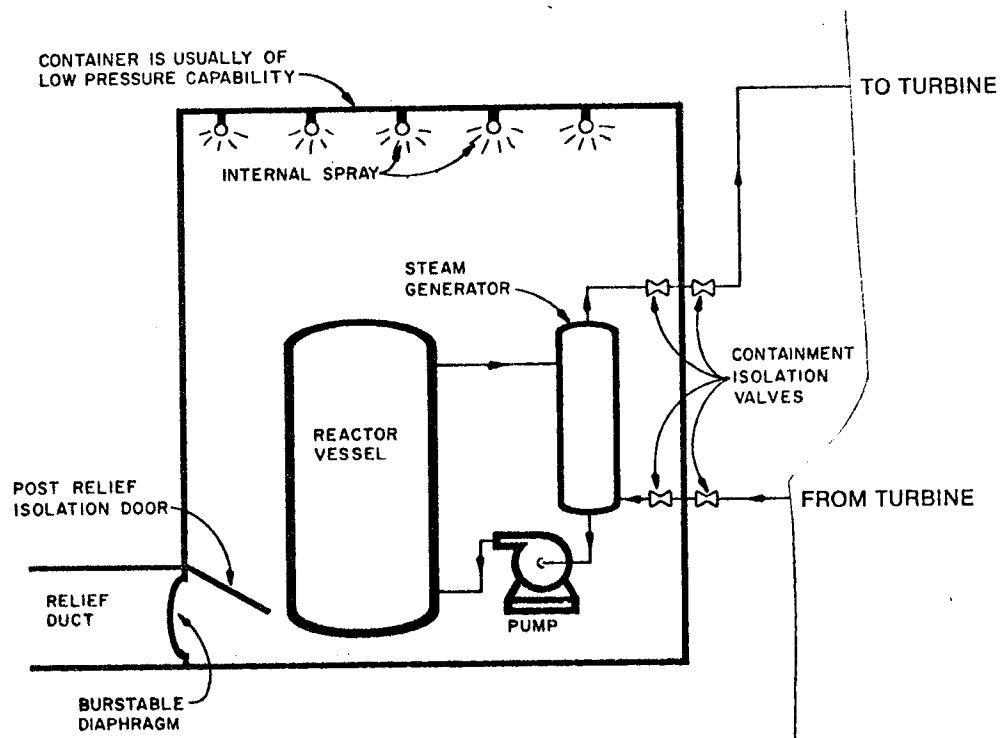 CONTAINER IS USUALLY OF
LOW PRESSURE CAPABILITY
TO TURBINE
INTERNAL SPRAY
STEAM
GENERATOR
CONTAINMENT
ISOLATION
VALVES
REACTOR
VESSEL
POST RELIEF
ISOLATION DOOR
FROM TURBINE
RELIEF
DUCT
PUMP
BURSTABLE
DIAPHRAGM